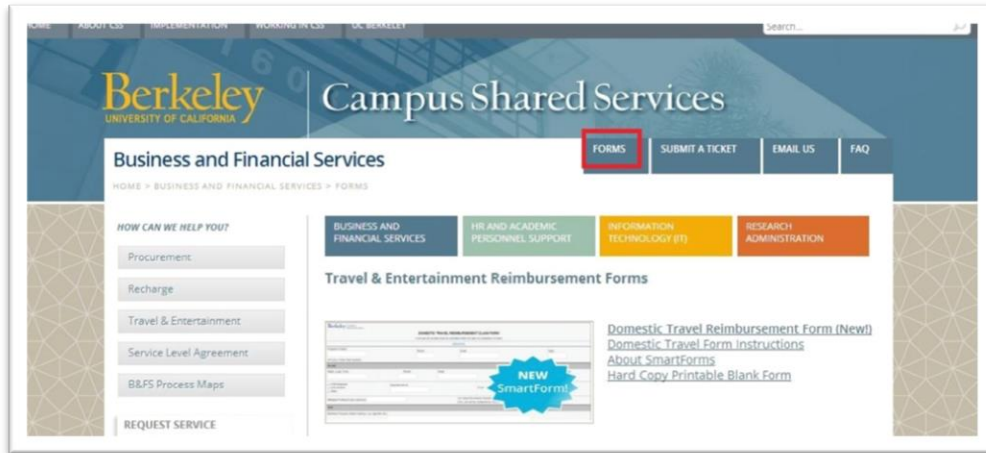 HOME ABOUT CSS IMPLEMENTATION WORKING IN CSS UC BERKELEY
Search...
Berkeley
UNIVERSITY OF CALIFORNIA
Campus Shared Services
Business and Financial Services
FORMS SUBMIT A TICKET EMAIL US FAQ
HOME > BUSINESS AND FINANCIAL SERVICES > FORMS
HOW CAN WE HELP YOU?
Procurement
Recharge
Travel & Entertainment
Service Level Agreement
B&FS Process Maps
REQUEST SERVICE
BUSINESS AND
FINANCIAL SERVICES
HR AND ACADEMIC
PERSONNEL SUPPORT
INFORMATION
TECHNOLOGY (IT)
RESEARCH
ADMINISTRATION
Travel & Entertainment Reimbursement Forms
NEW
SmartForm!
Domestic Travel Reimbursement Form (New!)
Domestic Travel Form Instructions
About SmartForms
Hard Copy Printable Blank Form